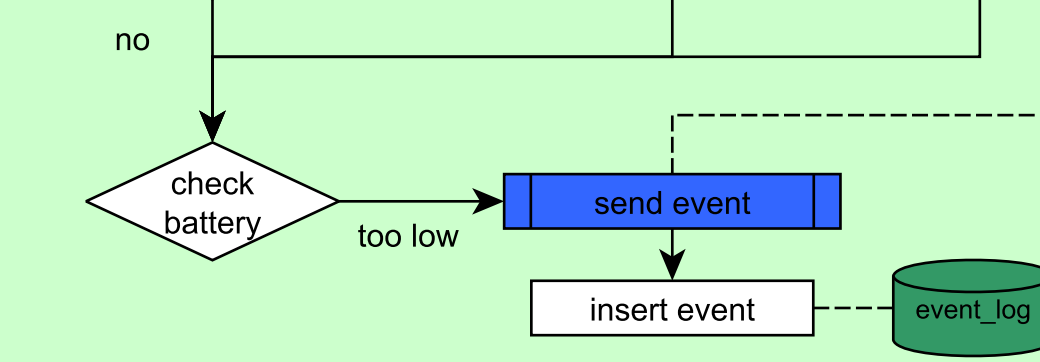 no
check
battery
too low
send event
insert event
event_log